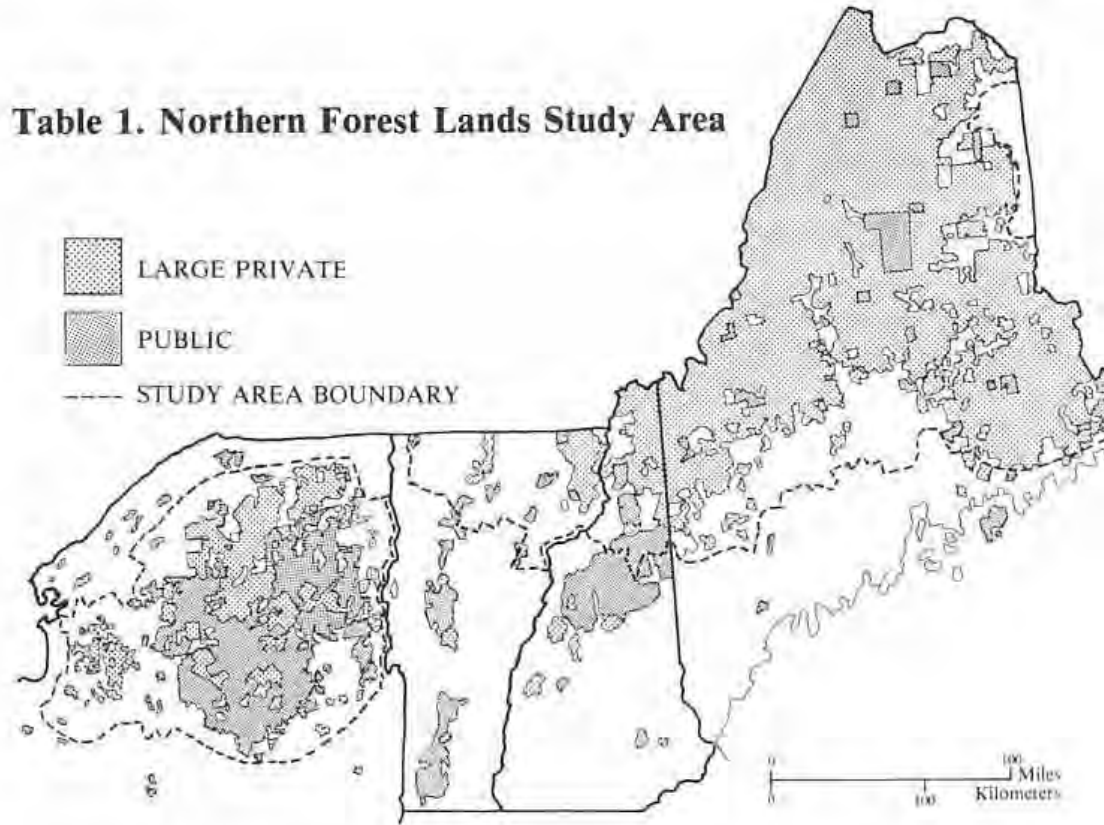 Table 1. Northern Forest Lands Study Area
LARGE PRIVATE
PUBLIC
STUDY AREA BOUNDARY
0 100 Miles
0 100 Kilometers